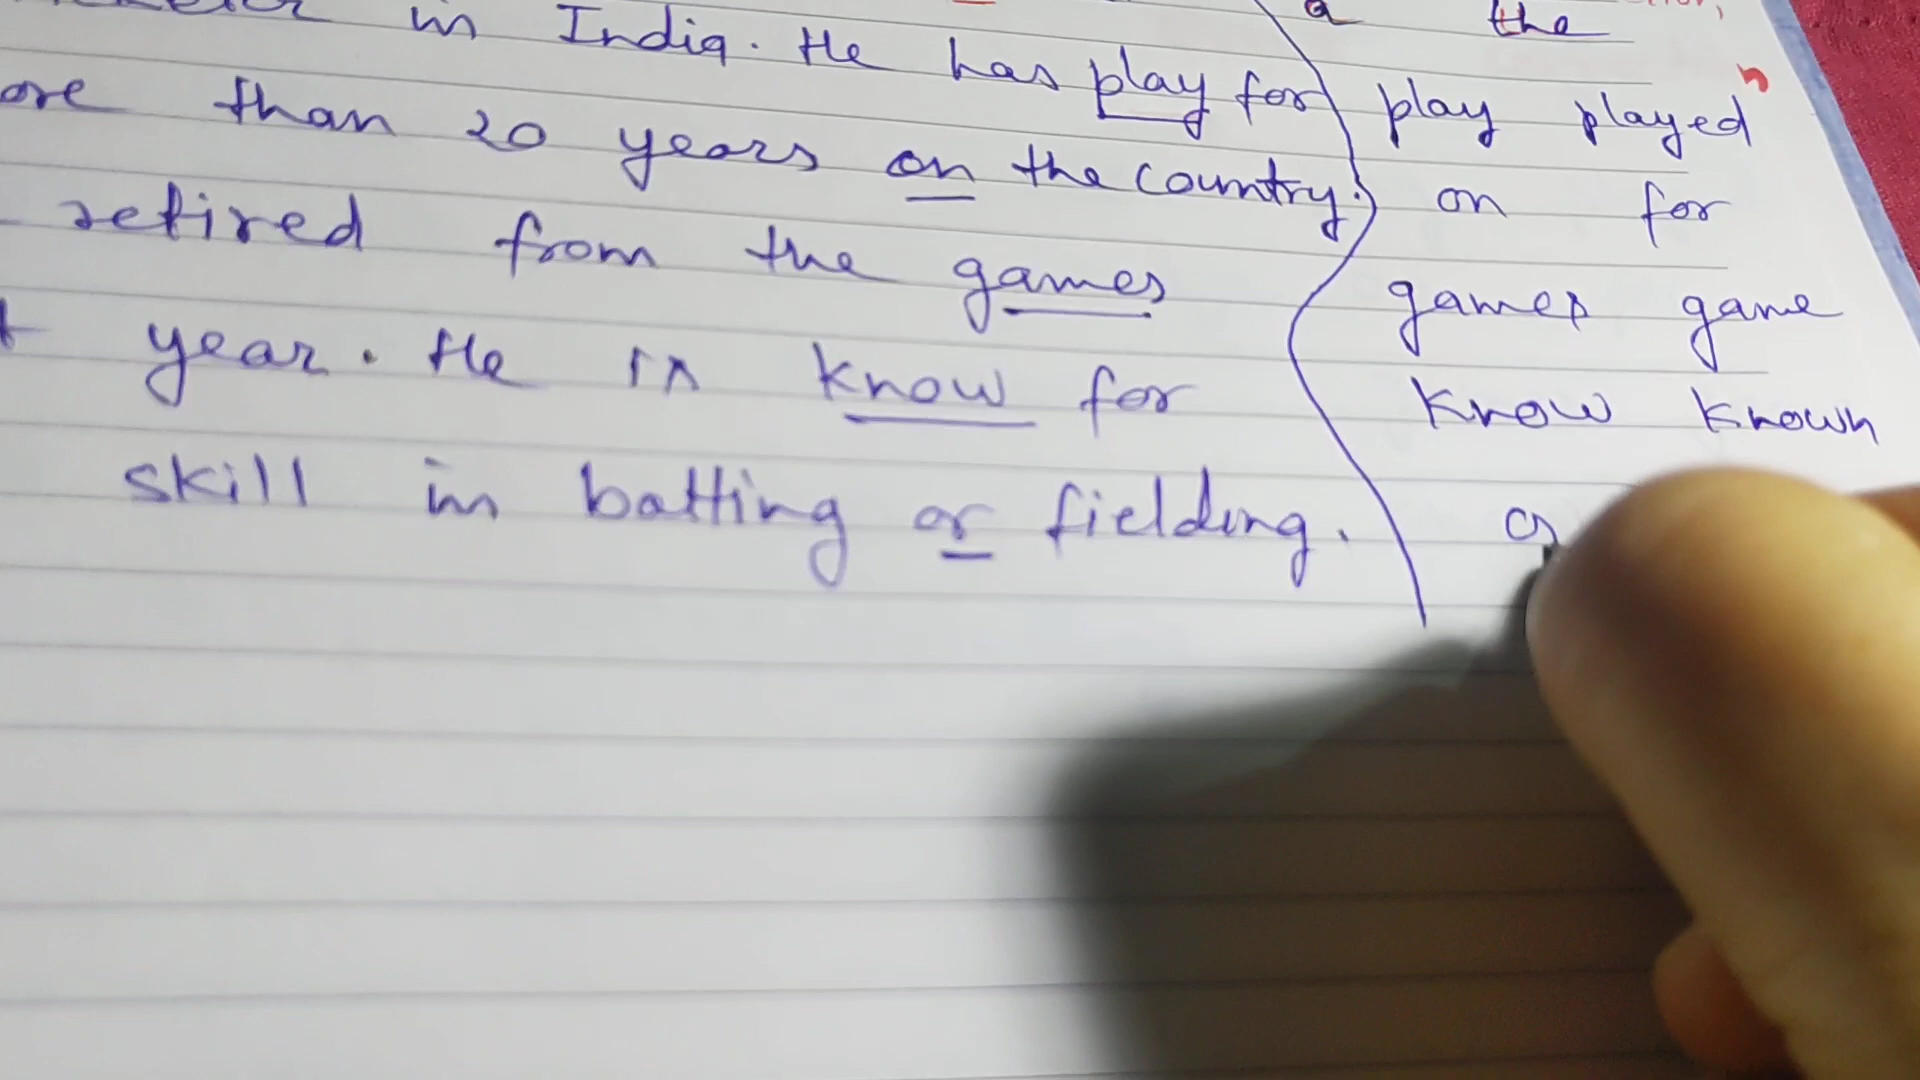 in India. He has play for a the
than 20 years on the country. play played
retired from the games on for
year. He is know for games game
skill in batting or fielding. know known